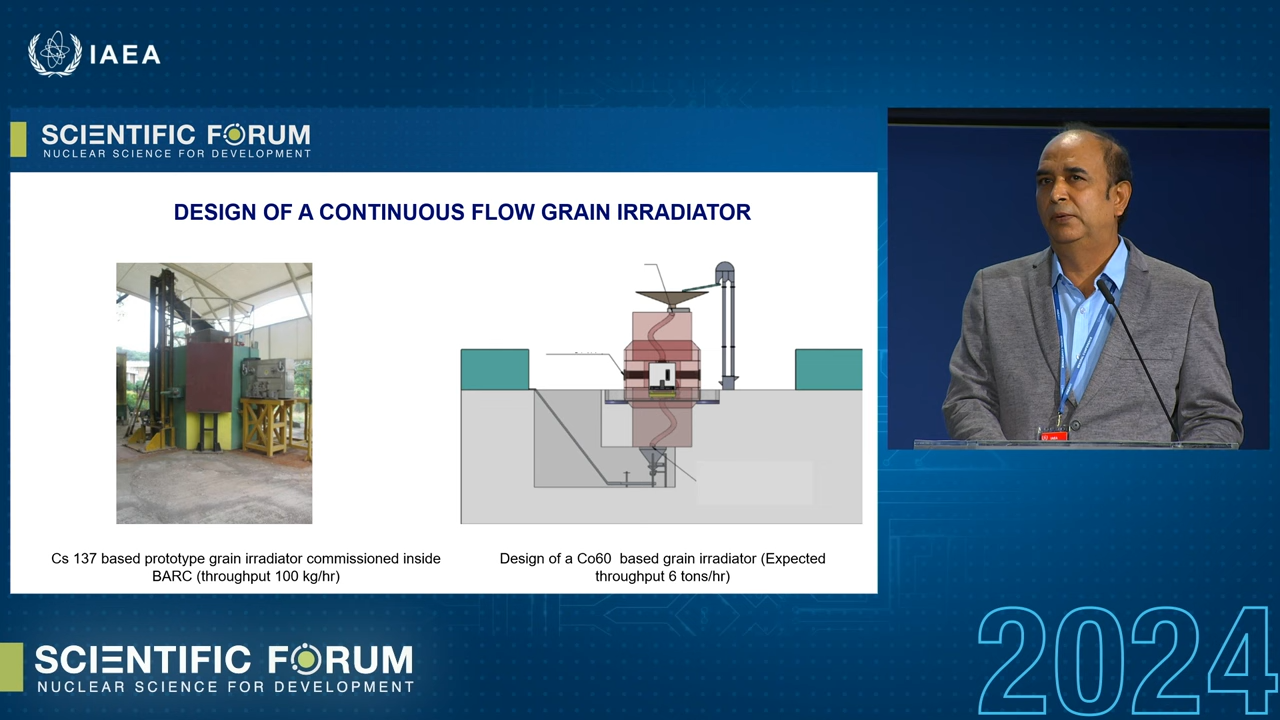 IAEA
SCIENTIFIC FORUM
NUCLEAR SCIENCE FOR DEVELOPMENT
DESIGN OF A CONTINUOUS FLOW GRAIN IRRADIATOR
Cs 137 based prototype grain irradiator commissioned inside
BARC (throughput 100 kg/hr)
Design of a Co60 based grain irradiator (Expected
throughput 6 tons/hr)
SCIENTIFIC FORUM
NUCLEAR SCIENCE FOR DEVELOPMENT
2024